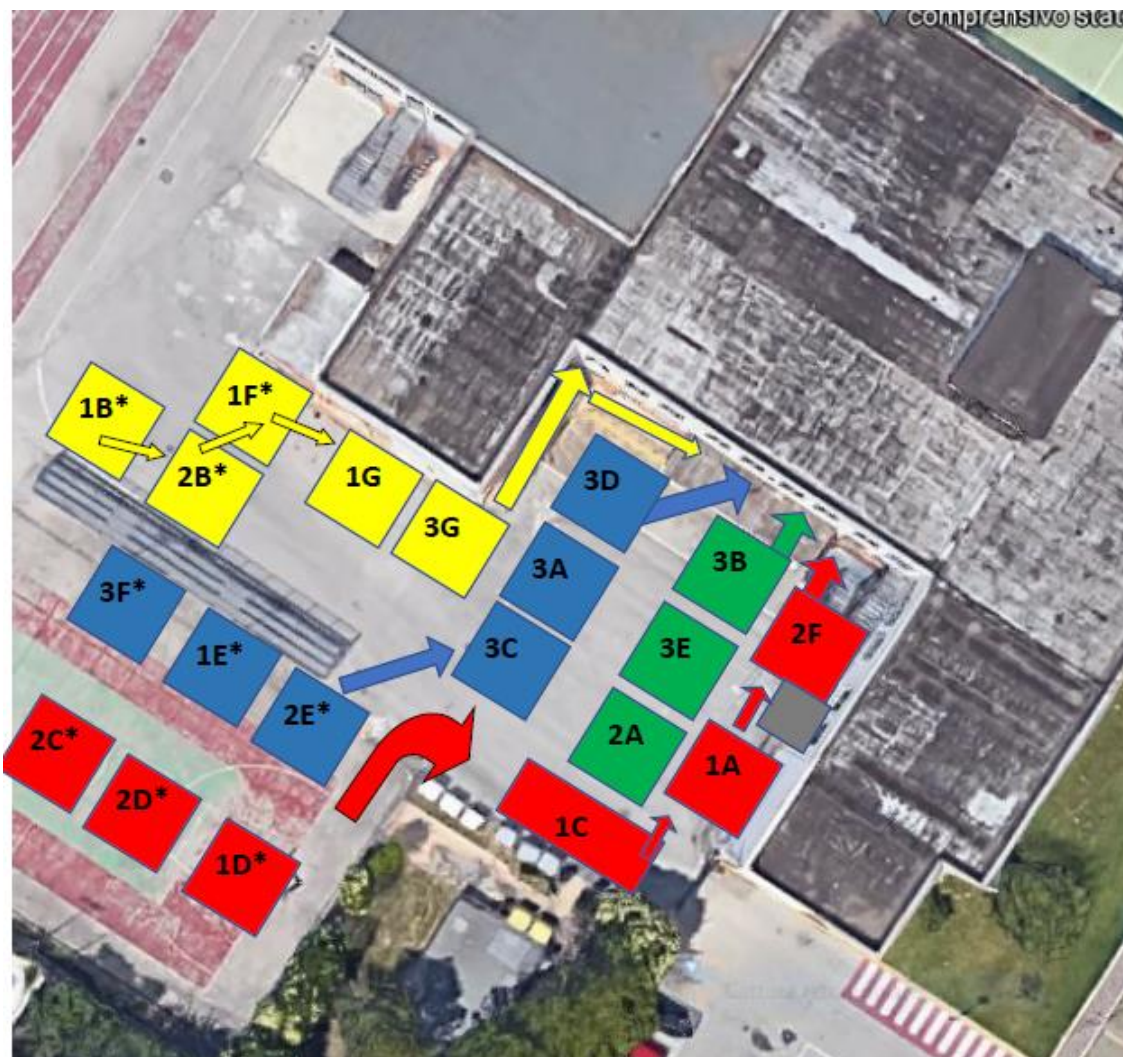 comprensivo stat
1B*
1F*
2B*
1G
3G
3D
3A
3B
3F*
1E*
3C
3E
2F
2E*
2A
1A
2C*
2D*
1C
1D*